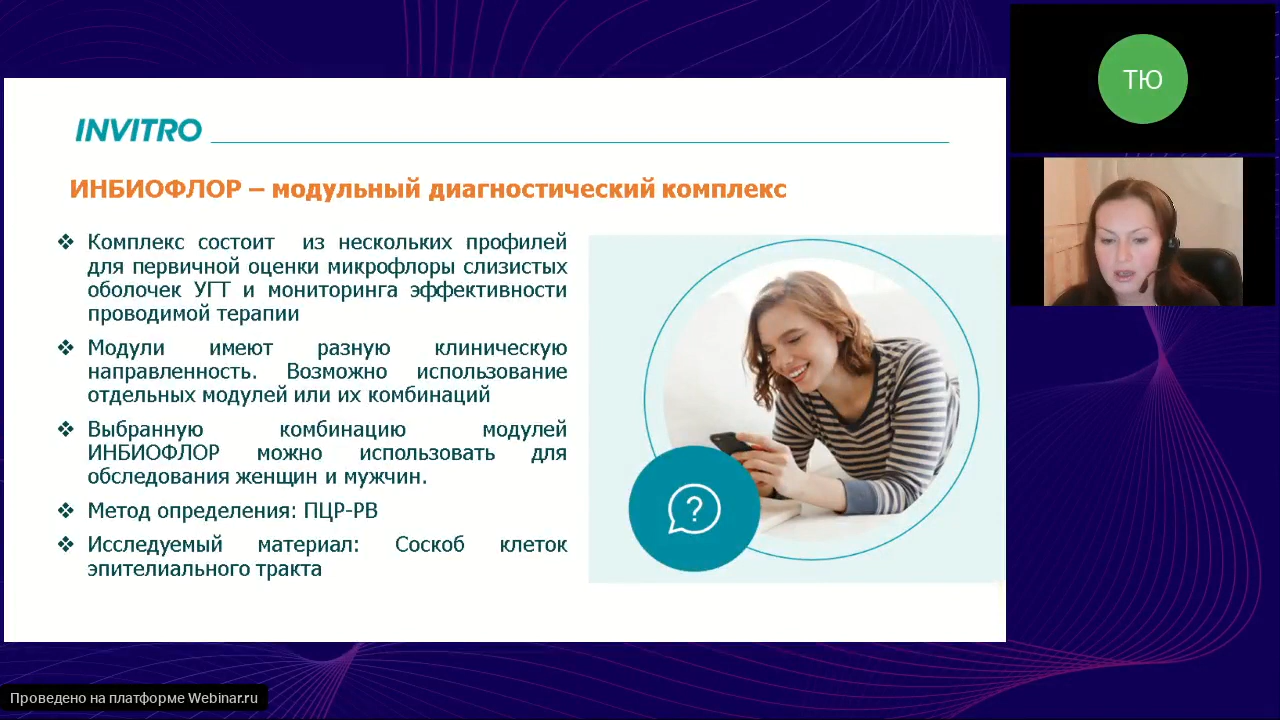 INVITRO
ИНБИОФЛОР – модульный диагностический комплекс
❖ Комплекс состоит из нескольких профилей
для первичной оценки микрофлоры слизистых
оболочек УГТ и мониторинга эффективности
проводимой терапии
❖ Модули имеют разную клиническую
направленность. Возможно использование
отдельных модулей или их комбинаций
❖ Выбранную комбинацию модулей
ИНБИОФЛОР можно использовать для
обследования женщин и мужчин.
❖ Метод определения: ПЦР-РВ
❖ Исследуемый материал: Соскоб клеток
эпителиального тракта
?
ТЮ
Проведено на платформе Webinar.ru